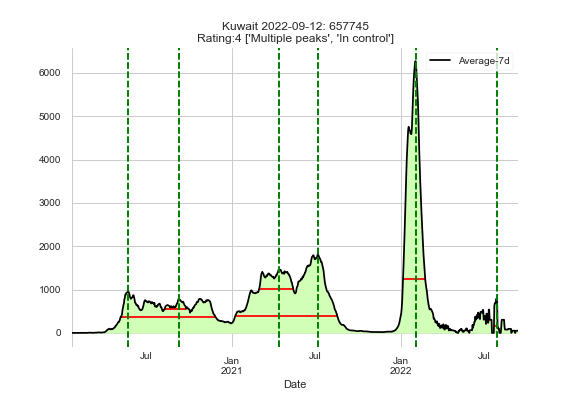 Kuwait 2022-09-12: 657745
Rating:4 ['Multiple peaks', 'In control']
Average-7d
6000
5000
4000
3000
2000
1000
0
Jul
Jan
2021
Jul
Jan
2022
Jul
Date